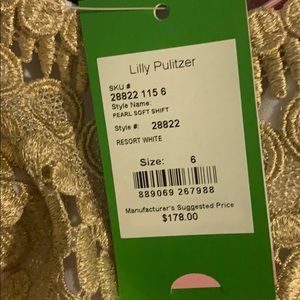 Lilly Pulitzer
SKU #
28822 115 6
Style Name:
PEARL SOFT SHIFT
Style #: 28822
RESORT WHITE
Size: 6
889069 267988
Manufacturer's Suggested Price
$178.00